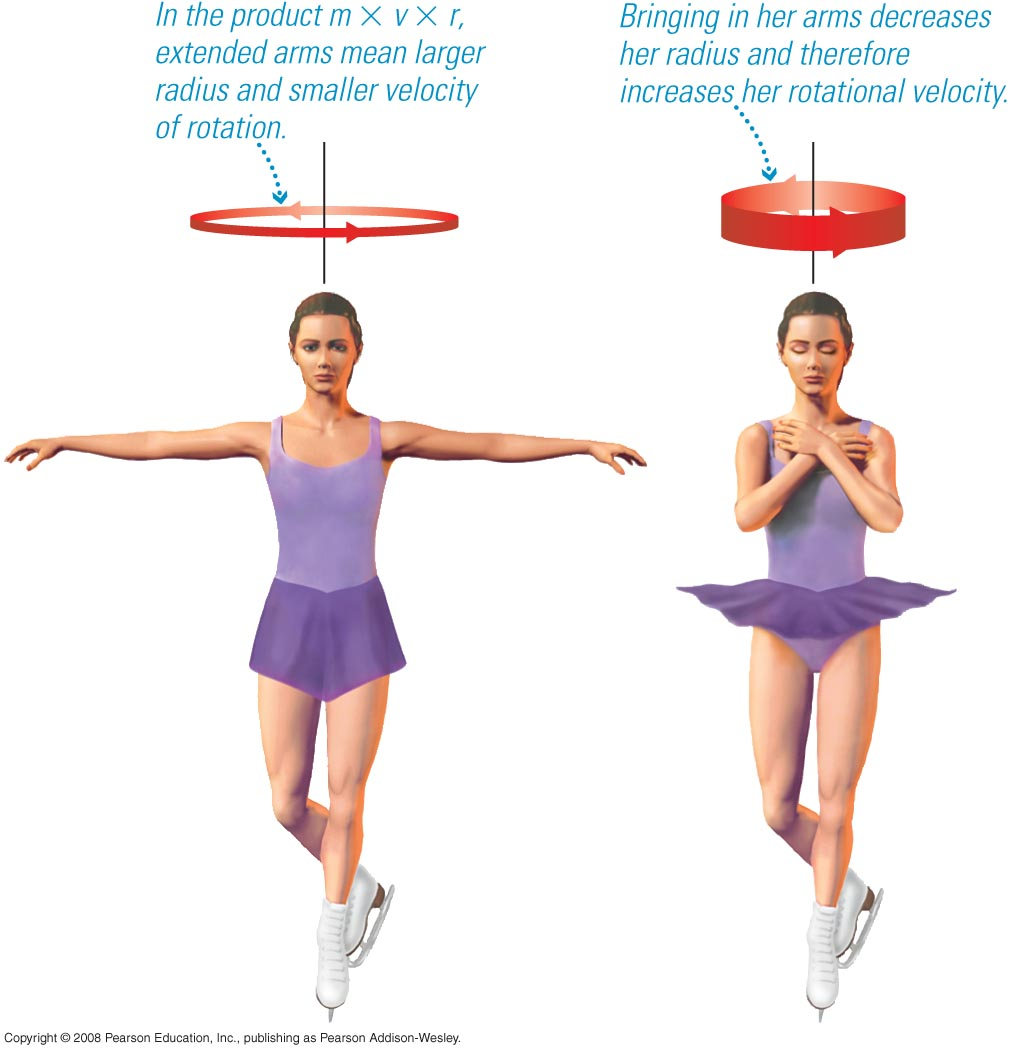 In the product m × v × r,
extended arms mean larger
radius and smaller velocity
of rotation.
Bringing in her arms decreases
her radius and therefore
increases her rotational velocity.
Copyright © 2008 Pearson Education, Inc., publishing as Pearson Addison-Wesley.